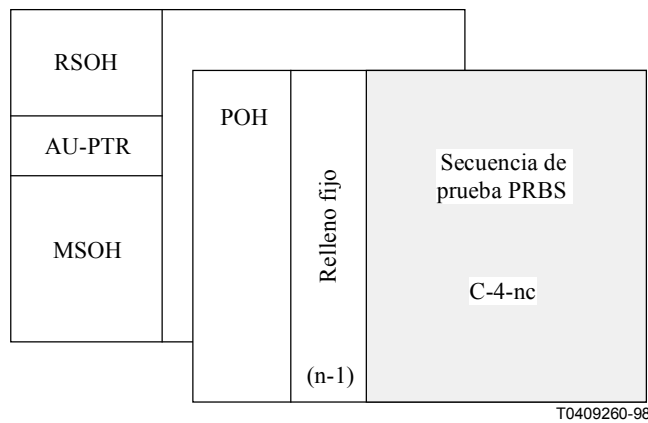 RSOH
AU-PTR
MSOH
POH
Relleno fijo
(n-1)
Secuencia de
prueba PRBS
C-4-nc
T0409260-98